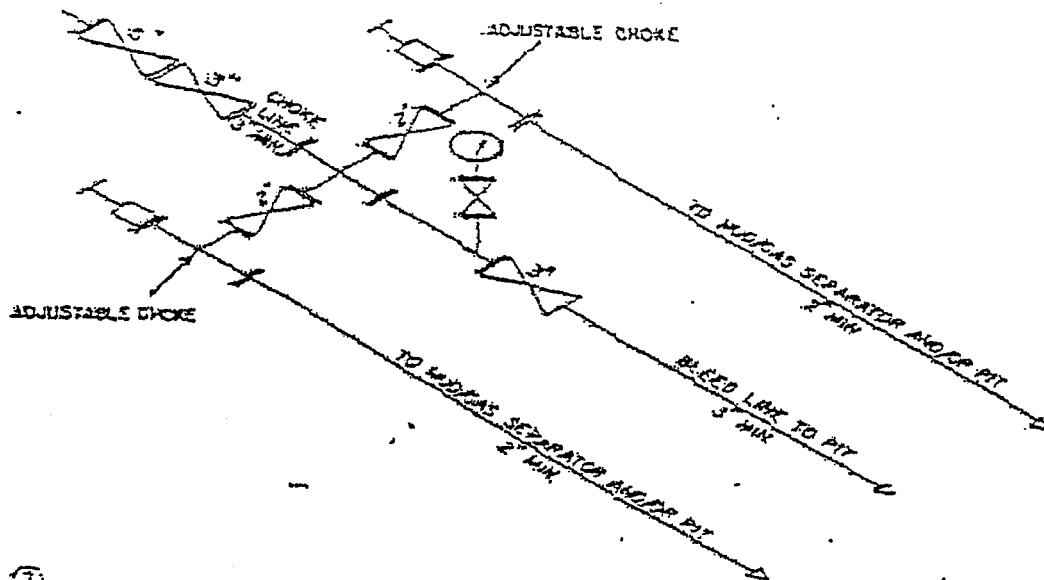 ADJUSTABLE CHOKE
3"
CHOKE
LINE
3 MIN
2"
2"
TO MUD/GAS SEPARATOR AND/OR PIT
2" MIN
3"
ADJUSTABLE CHOKE
BLEED LINE TO PIT
3" MIN
TO MUD/GAS SEPARATOR AND/OR PIT
2" MIN.